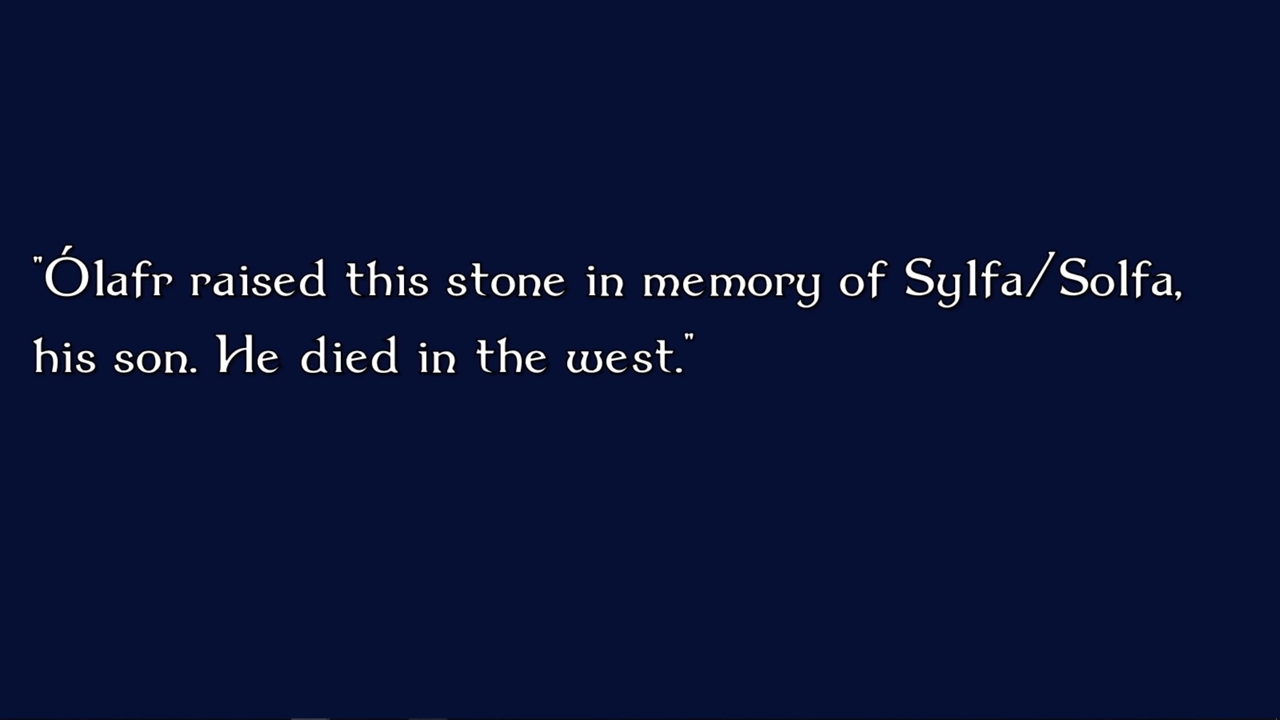 "Ólafr raised this stone in memory of Sylfa/Solfa,
his son. He died in the west."